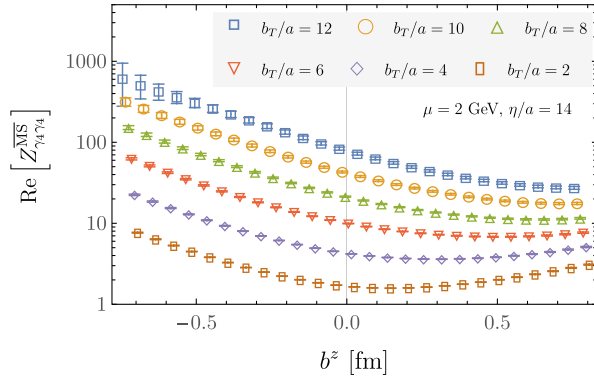 b_T/a = 12 b_T/a = 10 b_T/a = 8
b_T/a = 6 b_T/a = 4 b_T/a = 2
μ = 2 GeV, η/a = 14
Re [Z^{\overline{MS}}_{γ_4γ_4}]
1000
100
10
1
−0.5 0.0 0.5
b^z [fm]